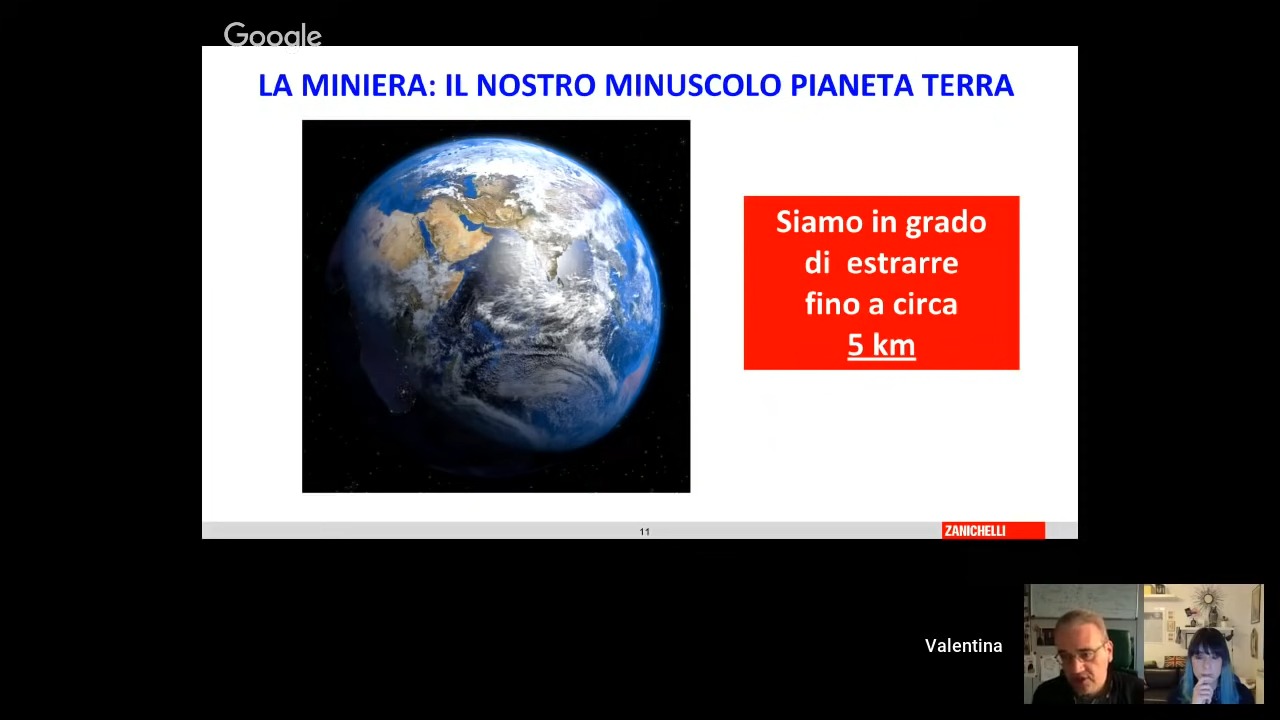 Google
LA MINIERA: IL NOSTRO MINUSCOLO PIANETA TERRA
Siamo in grado
di estrarre
fino a circa
5 km
11
ZANICHELLI
Valentina